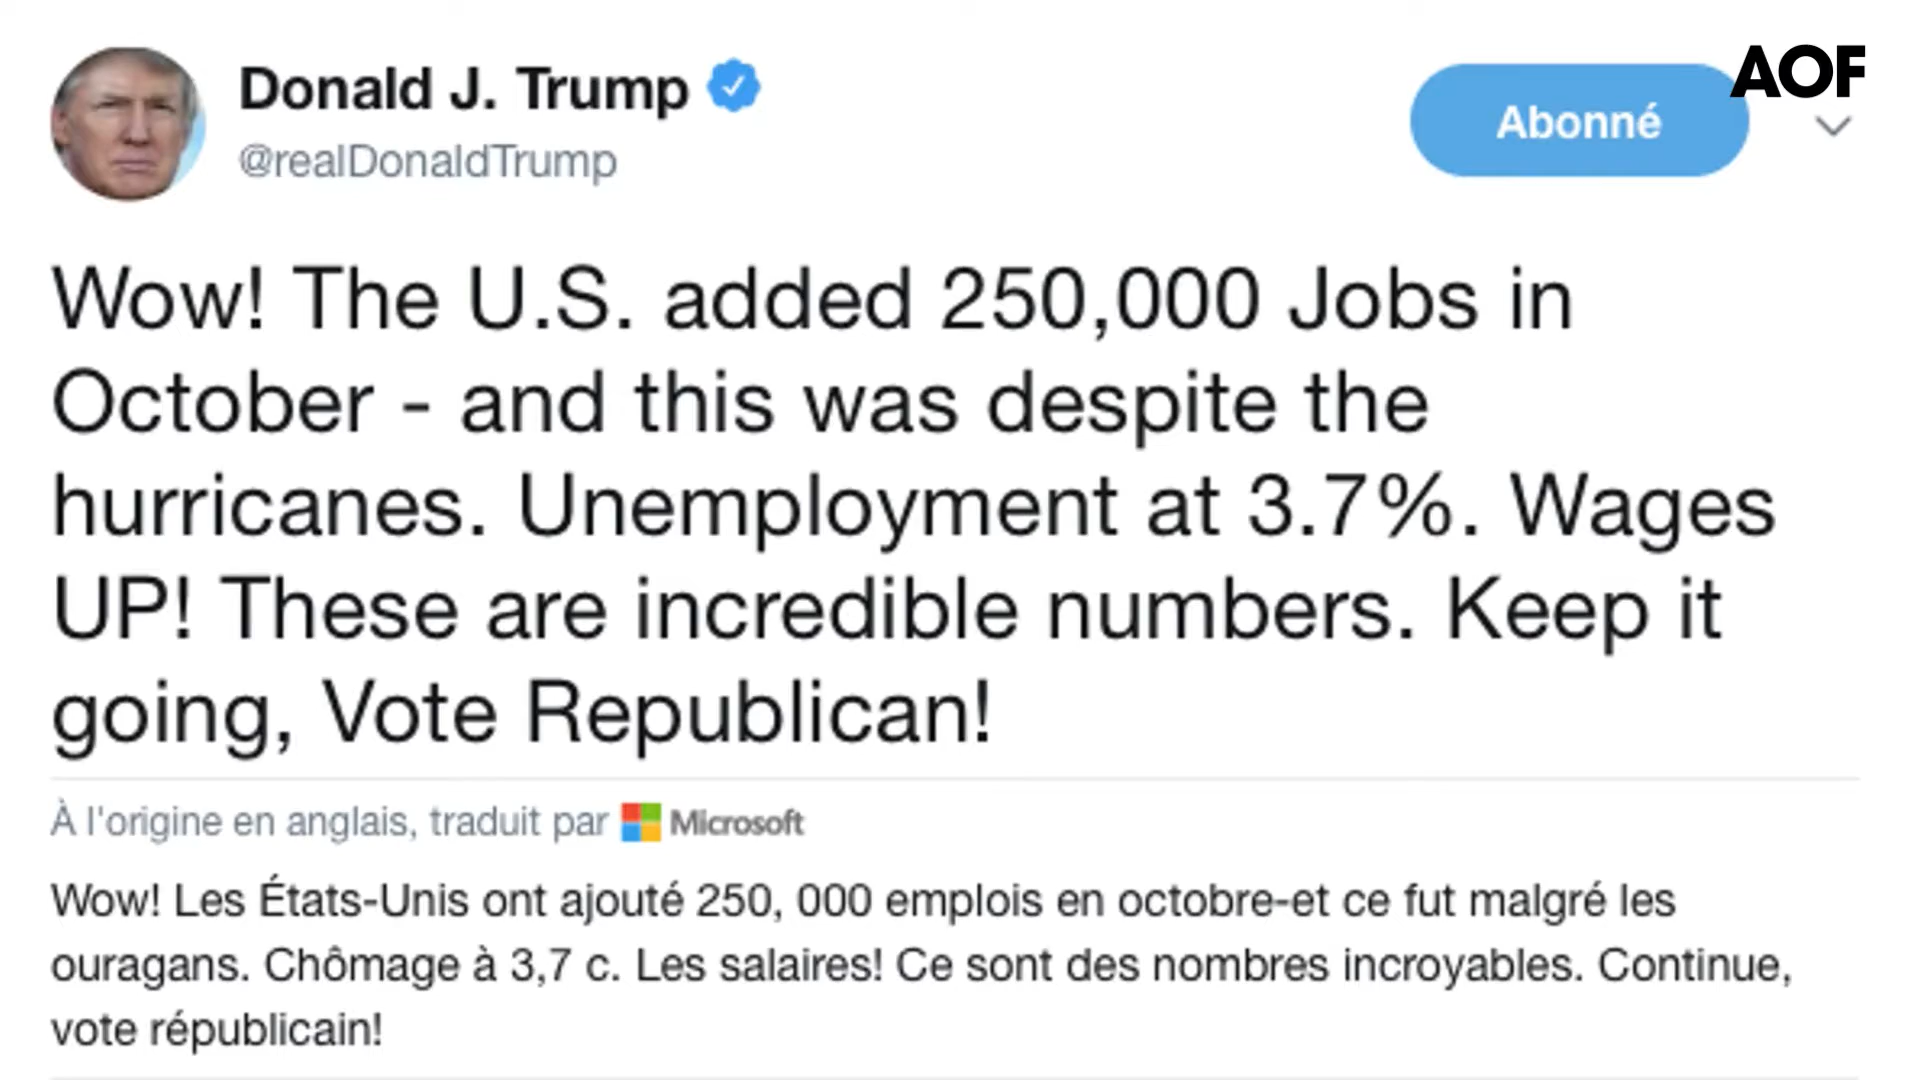 Donald J. Trump
@realDonaldTrump
Abonné
AOF
Wow! The U.S. added 250,000 Jobs in
October - and this was despite the
hurricanes. Unemployment at 3.7%. Wages
UP! These are incredible numbers. Keep it
going, Vote Republican!
À l'origine en anglais, traduit par Microsoft
Wow! Les États-Unis ont ajouté 250, 000 emplois en octobre-et ce fut malgré les
ouragans. Chômage à 3,7 c. Les salaires! Ce sont des nombres incroyables. Continue,
vote républicain!